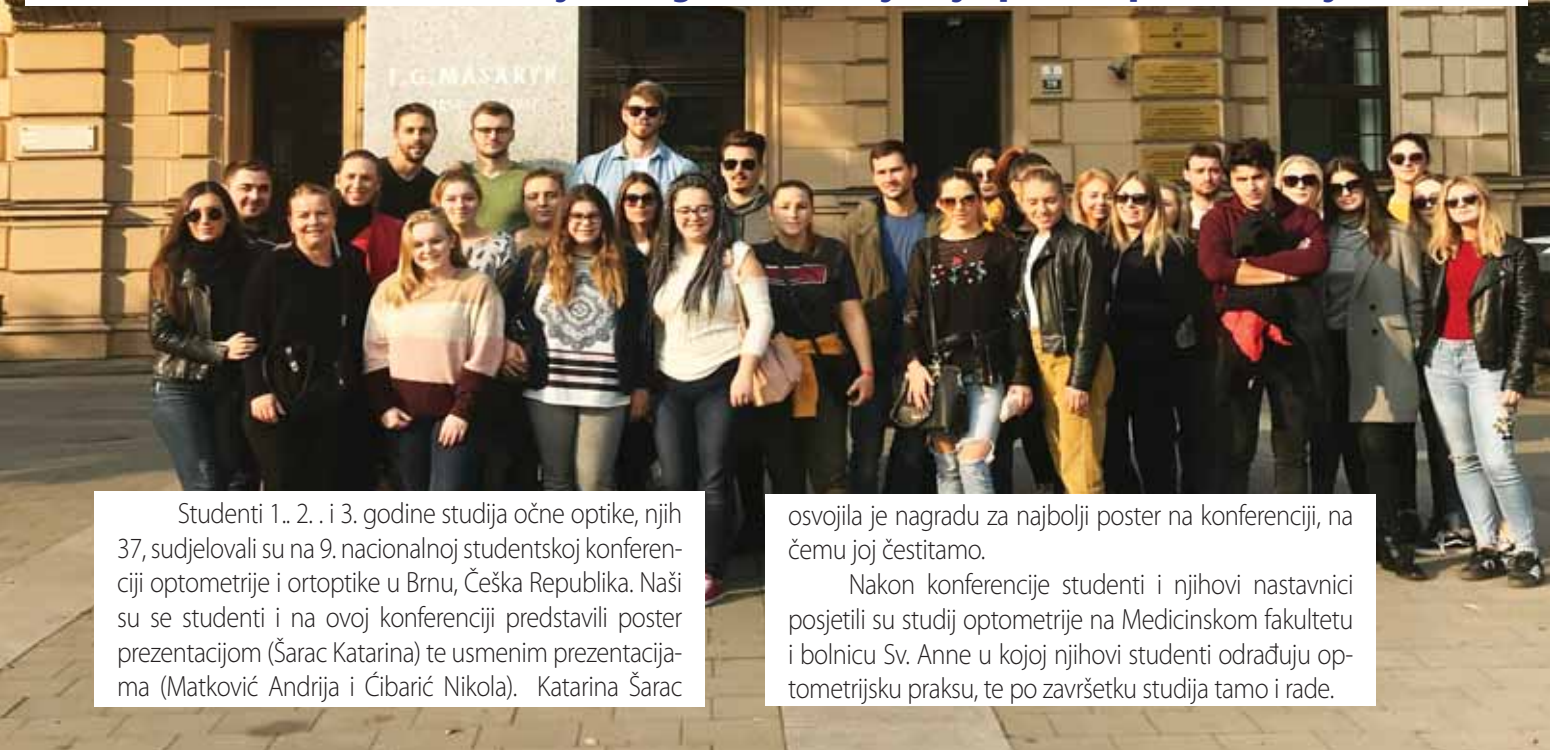 T. G. MASARYK
Studenti 1.. 2. . i 3. godine studija očne optike, njih
37, sudjelovali su na 9. nacionalnoj studentskoj konferen-
ciji optometrije i ortoptike u Brnu, Češka Republika. Naši
su se studenti i na ovoj konferenciji predstavili poster
prezentacijom (Šarac Katarina) te usmenim prezentacija-
ma (Matković Andrija i Ćibarić Nikola). Katarina Šarac
osvojila je nagradu za najbolji poster na konferenciji, na
čemu joj čestitamo.
Nakon konferencije studenti i njihovi nastavnici
posjetili su studij optometrije na Medicinskom fakultetu
i bolnicu Sv. Anne u kojoj njihovi studenti odrađuju op-
tometrijsku praksu, te po završetku studija tamo i rade.